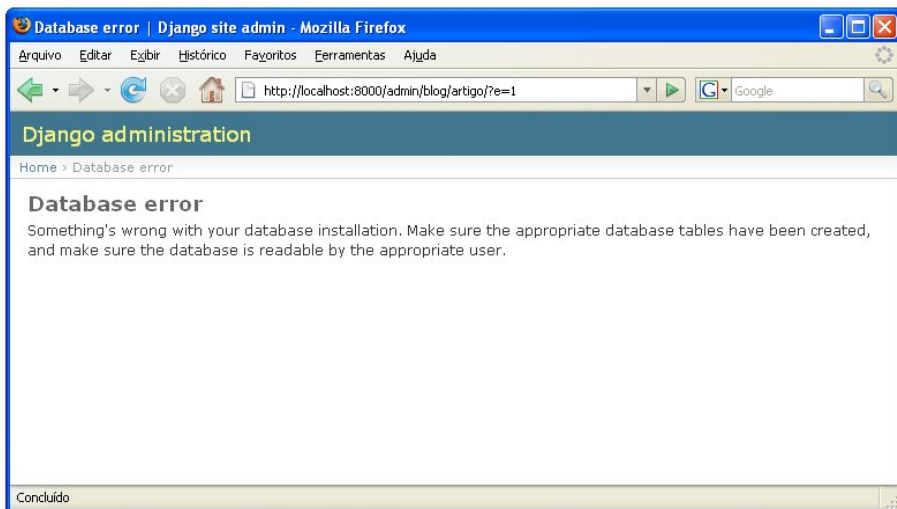 Database error | Django site admin - Mozilla Firefox
Arquivo Editar Exibir Histórico Favoritos Ferramentas Ajuda
http://localhost:8000/admin/blog/artigo/?e=1
G Google
Django administration
Home › Database error
Database error
Something's wrong with your database installation. Make sure the appropriate database tables have been created,
and make sure the database is readable by the appropriate user.
Concluído